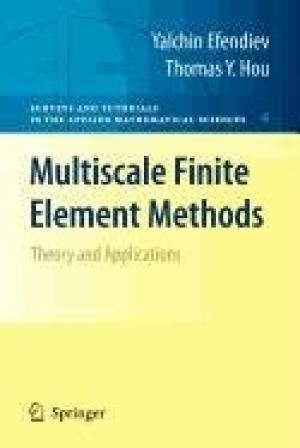 Yalchin Efendiev
Thomas Y. Hou
SURVEYS AND TUTORIALS
IN THE APPLIED MATHEMATICAL SCIENCES 4
Multiscale Finite
Element Methods
Theory and Applications
Springer